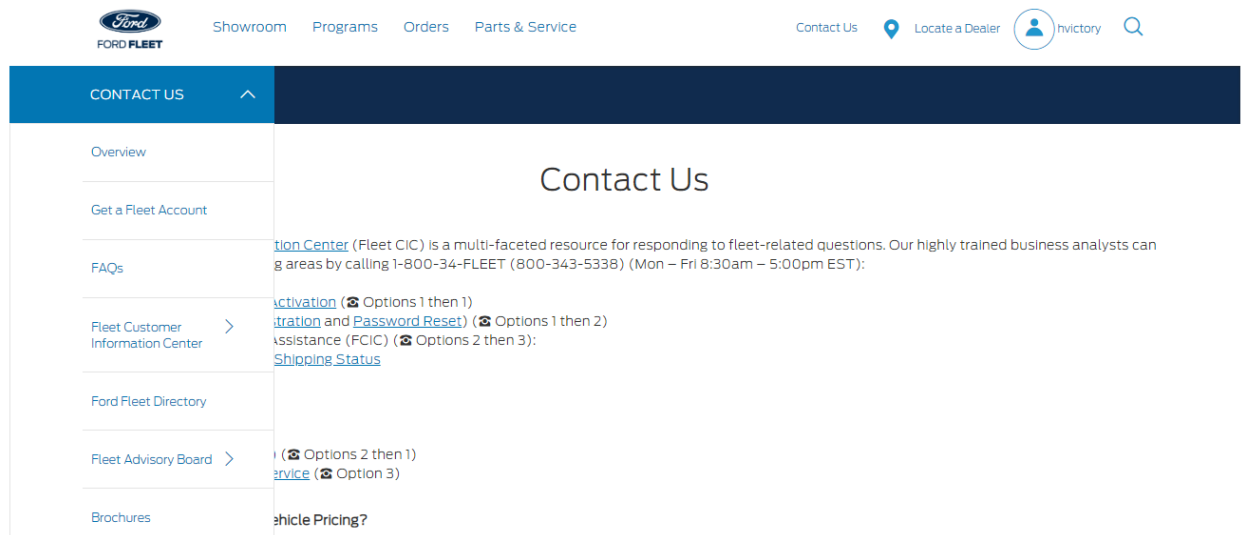 Ford
FORD FLEET
Showroom Programs Orders Parts & Service
Contact Us Locate a Dealer hvictory
CONTACT US
Overview
Get a Fleet Account
FAQs
Fleet Customer
Information Center
Ford Fleet Directory
Fleet Advisory Board
Brochures
Contact Us
tion Center (Fleet CIC) is a multi-faceted resource for responding to fleet-related questions. Our highly trained business analysts can
g areas by calling 1-800-34-FLEET (800-343-5338) (Mon – Fri 8:30am – 5:00pm EST):
Activation (☎ Options 1 then 1)
stration and Password Reset) (☎ Options 1 then 2)
Assistance (FCIC) (☎ Options 2 then 3):
Shipping Status
(☎ Options 2 then 1)
ervice (☎ Option 3)
ehicle Pricing?